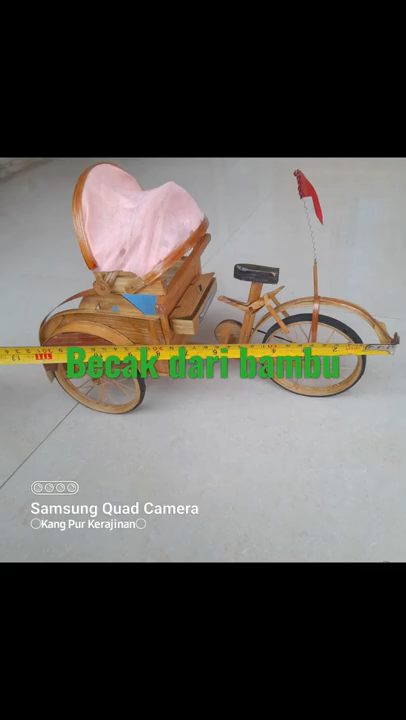 Becak dari bambu
Samsung Quad Camera
◯Kang Pur Kerajinan◯